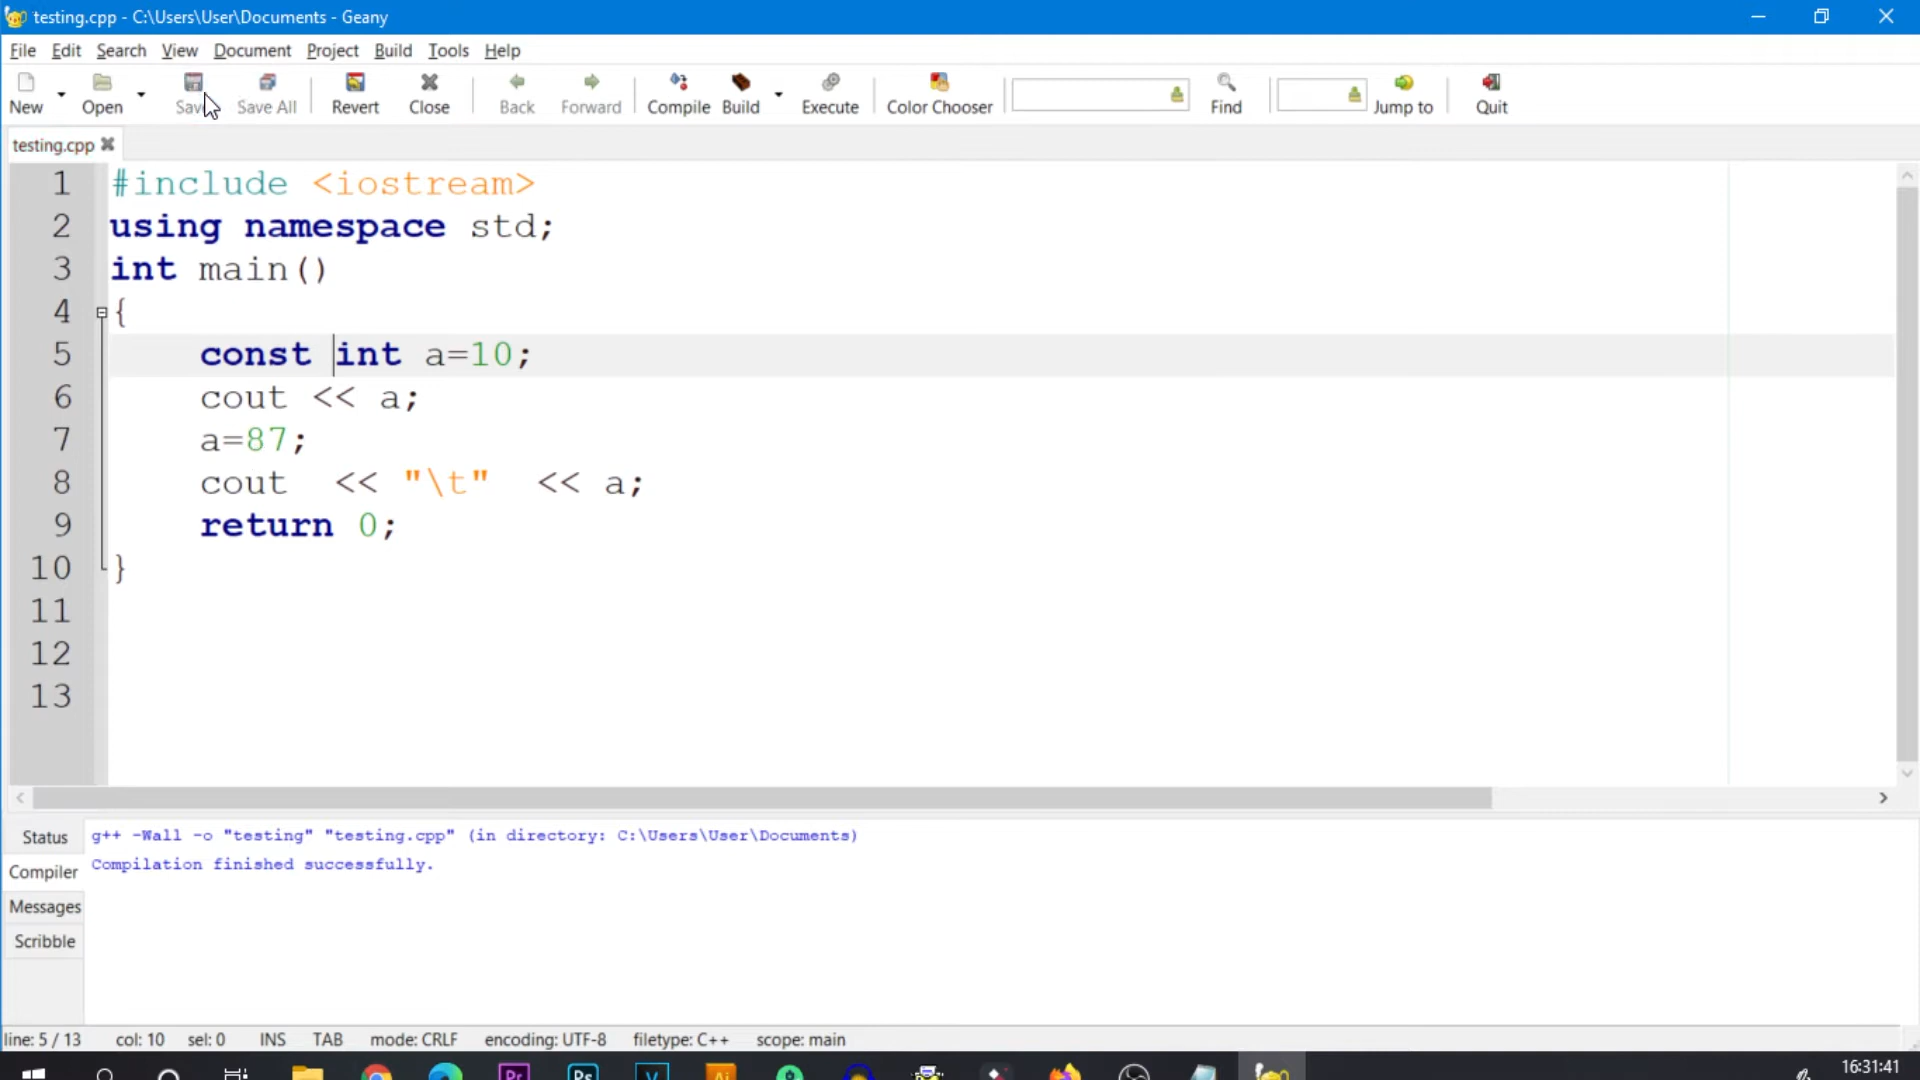 testing.cpp - C:\Users\User\Documents - Geany
File Edit Search View Document Project Build Tools Help
New Open Save Save All Revert Close Back Forward Compile Build Execute Color Chooser Find Jump to Quit
testing.cpp
1 #include <iostream>
2 using namespace std;
3 int main()
4 {
5 const int a=10;
6 cout << a;
7 a=87;
8 cout << "\t" << a;
9 return 0;
10 }
11
12
13
Status
Compiler
Messages
Scribble
g++ -Wall -o "testing" "testing.cpp" (in directory: C:\Users\User\Documents)
Compilation finished successfully.
line: 5 / 13 col: 10 sel: 0 INS TAB mode: CRLF encoding: UTF-8 filetype: C++ scope: main
Pr Ps V Ai
16:31:41